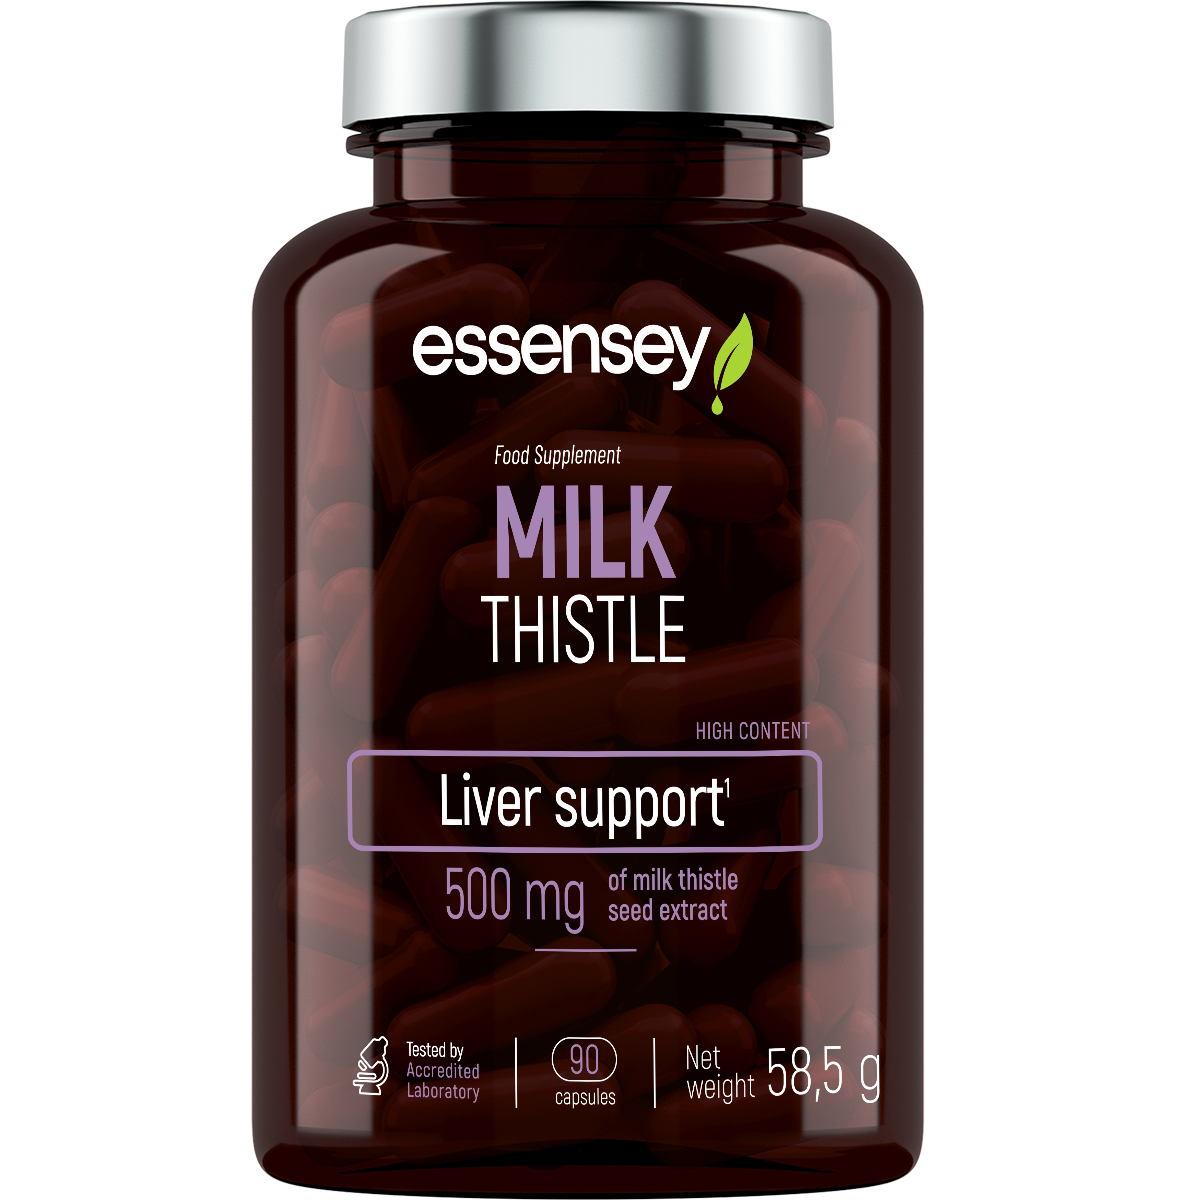 essensey
Food Supplement
MILK
THISTLE
HIGH CONTENT
Liver support¹
500 mg
of milk thistle
seed extract
Tested by
Accredited
Laboratory
90
capsules
Net
weight
58,5 g